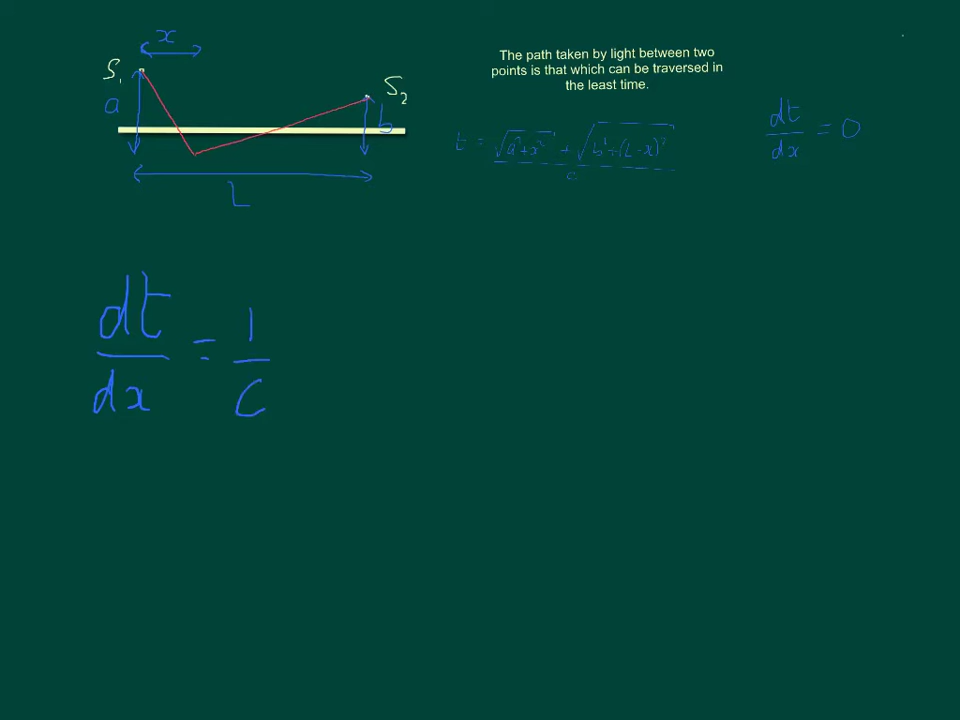 x
S₁
a
S₂
b
L
The path taken by light between two
points is that which can be traversed in
the least time.
t = (√(a²+x²) + √(b²+(L-x)²))/c
dt/dx = 0
dt/dx = 1/c